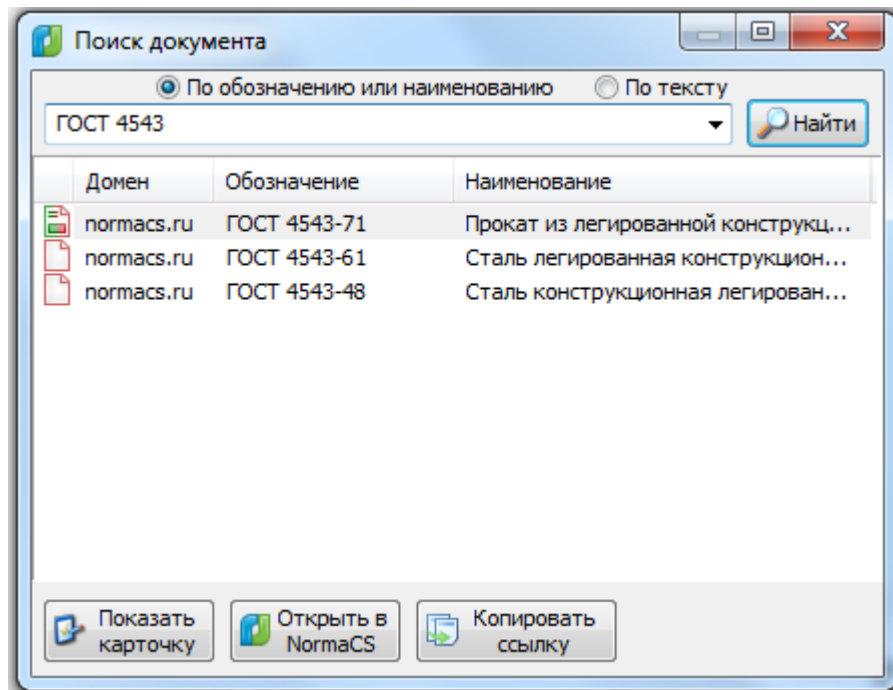 Поиск документа
По обозначению или наименованию По тексту
ГОСТ 4543 Найти
Домен Обозначение Наименование
normacs.ru ГОСТ 4543-71 Прокат из легированной конструкц...
normacs.ru ГОСТ 4543-61 Сталь легированная конструкцион...
normacs.ru ГОСТ 4543-48 Сталь конструкционная легирован...
Показать
карточку
Открыть в
NormaCS
Копировать
ссылку